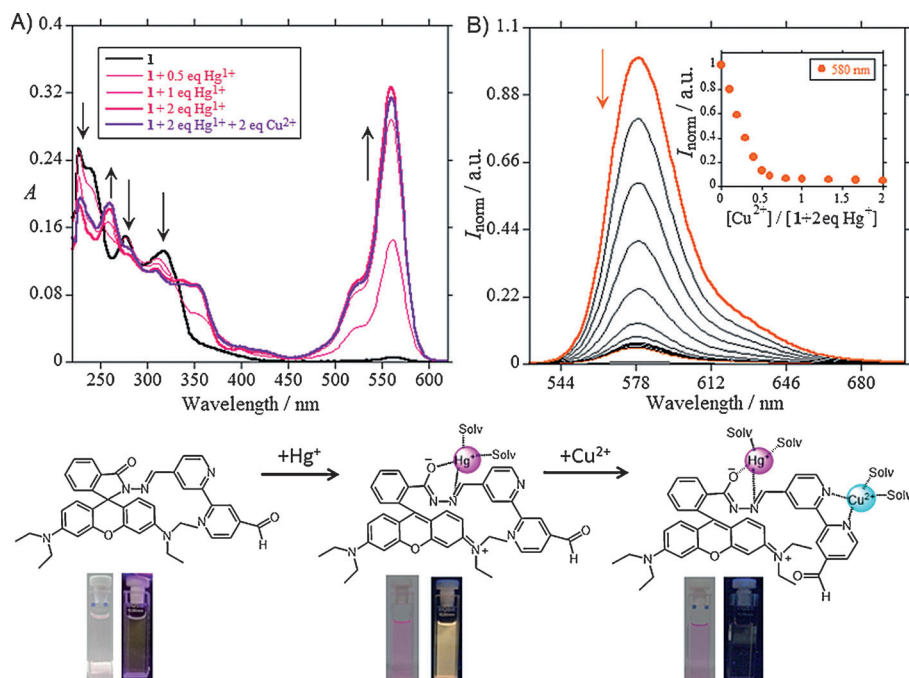 A)
0.4
0.32
0.24
A
0.16
0.08
0
1
1 + 0.5 eq Hg¹⁺
1 + 1 eq Hg¹⁺
1 + 2 eq Hg¹⁺
1 + 2 eq Hg¹⁺ + 2 eq Cu²⁺
250 300 350 400 450 500 550 600
Wavelength / nm
B)
1.1
0.88
0.66
0.44
0.22
0
I norm / a.u.
544 578 612 646 680
Wavelength / nm
1
0.8
0.6
0.4
0.2
0
I norm / a.u.
580 nm
0 0.5 1 1.5 2
[Cu²⁺] / [1+2eq Hg⁺]
O
N
N
N
N
O
H
N
O
N
+Hg⁺
Solv
Hg⁺
Solv
O⁻
N
N
N
N
O
H
N
O
N⁺
+Cu²⁺
Solv
Solv
Hg⁺
O⁻
Solv
Solv
Cu²⁺
N
N
N
N
N
O
N⁺
O
H